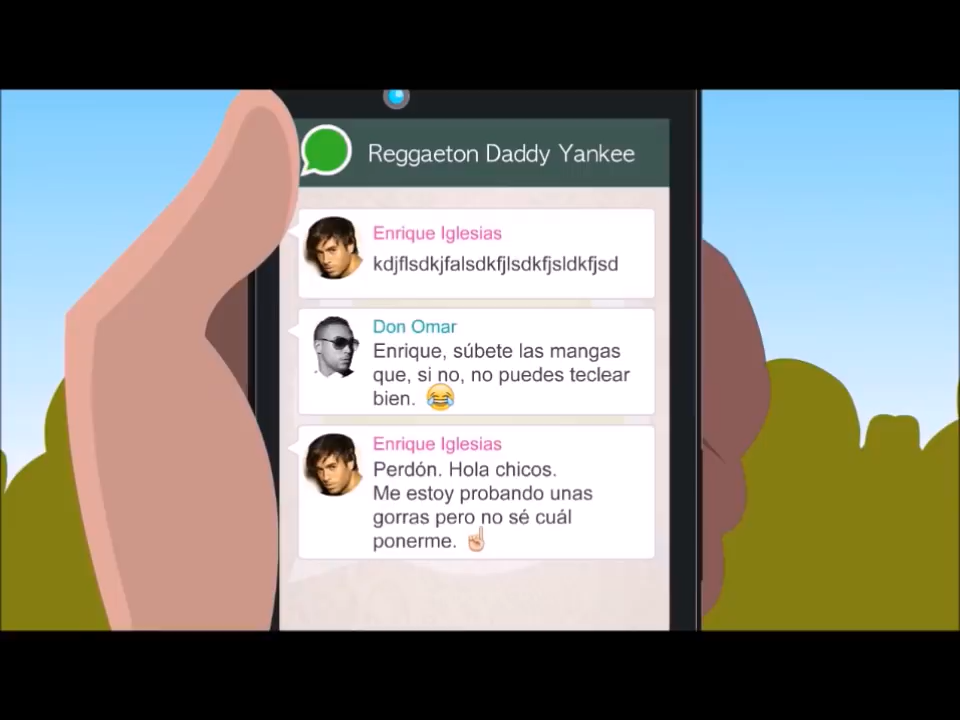 Reggaeton Daddy Yankee
Enrique Iglesias
kdjflsdkjfalsdkfjlsdkfjsldkfjsd
Don Omar
Enrique, súbete las mangas
que, si no, no puedes teclear
bien. 😂
Enrique Iglesias
Perdón. Hola chicos.
Me estoy probando unas
gorras pero no sé cuál
ponerme. ☝